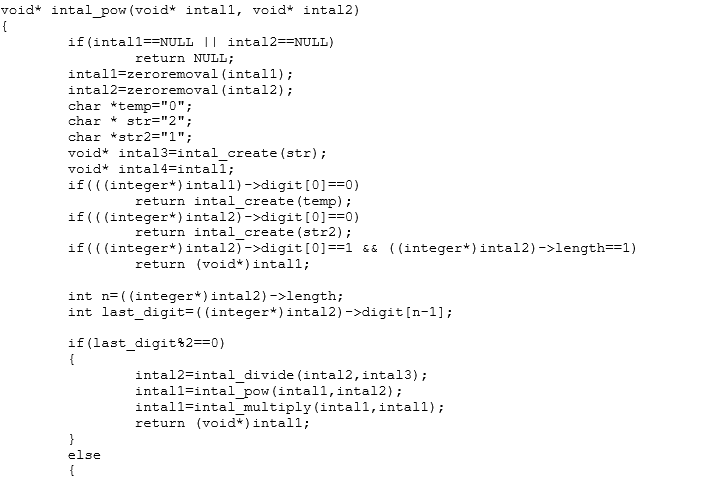 void* intal_pow(void* intal1, void* intal2)
{
        if(intal1==NULL || intal2==NULL)
                return NULL;
        intal1=zeroremoval(intal1);
        intal2=zeroremoval(intal2);
        char *temp="0";
        char * str="2";
        char *str2="1";
        void* intal3=intal_create(str);
        void* intal4=intal1;
        if(((integer*)intal1)->digit[0]==0)
                return intal_create(temp);
        if(((integer*)intal2)->digit[0]==0)
                return intal_create(str2);
        if(((integer*)intal2)->digit[0]==1 && ((integer*)intal2)->length==1)
                return (void*)intal1;

        int n=((integer*)intal2)->length;
        int last_digit=((integer*)intal2)->digit[n-1];

        if(last_digit%2==0)
        {
                intal2=intal_divide(intal2,intal3);
                intal1=intal_pow(intal1,intal2);
                intal1=intal_multiply(intal1,intal1);
                return (void*)intal1;
        }
        else
        {